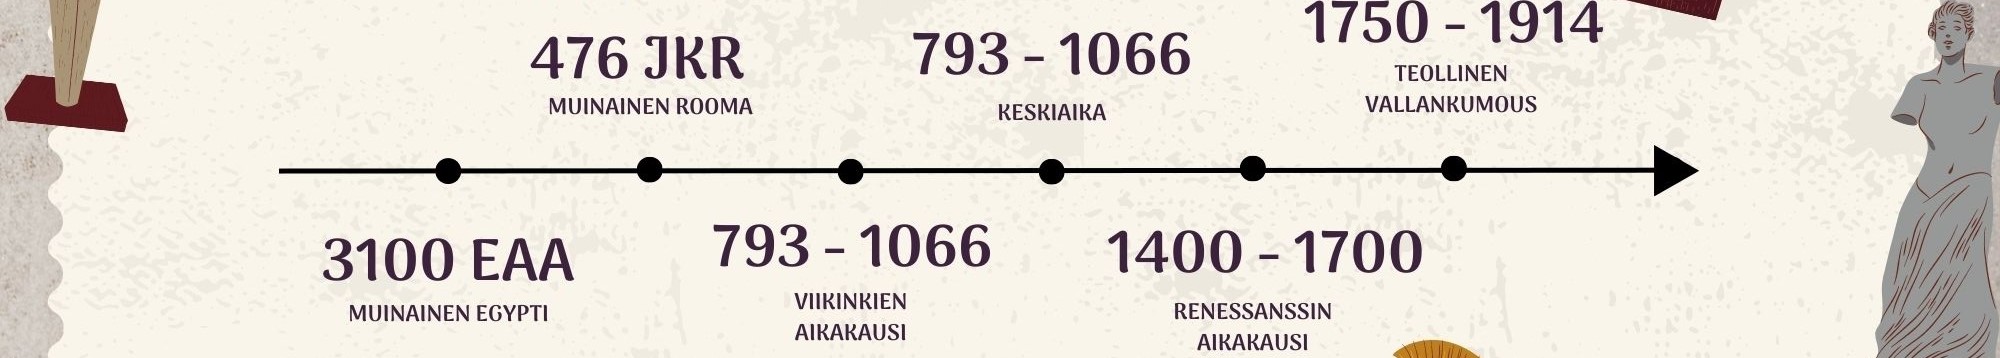 476 JKR
MUINAINEN ROOMA
793 – 1066
KESKIAIKA
1750 – 1914
TEOLLINEN
VALLANKUMOUS
3100 EAA
MUINAINEN EGYPTI
793 – 1066
VIIKINKIEN
AIKAKAUSI
1400 – 1700
RENESSANSSIN
AIKAKAUSI